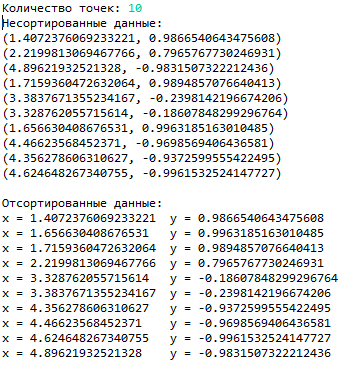 Количество точек: 10
Несортированные данные:
(1.4072376069233221, 0.9866540643475608)
(2.2199813069467766, 0.7965767730246931)
(4.89621932521328, -0.9831507322212436)
(1.7159360472632064, 0.9894857076640413)
(3.3837671355234167, -0.2398142196674206)
(3.328762055715614, -0.18607848299296764)
(1.656630408676531, 0.9963185163010485)
(4.46623568452371, -0.9698569406436581)
(4.356278606310627, -0.9372599555422495)
(4.624648267340755, -0.9961532524147727)
Отсортированные данные:
x = 1.4072376069233221 y = 0.9866540643475608
x = 1.656630408676531 y = 0.9963185163010485
x = 1.7159360472632064 y = 0.9894857076640413
x = 2.2199813069467766 y = 0.7965767730246931
x = 3.328762055715614 y = -0.18607848299296764
x = 3.3837671355234167 y = -0.2398142196674206
x = 4.356278606310627 y = -0.9372599555422495
x = 4.46623568452371 y = -0.9698569406436581
x = 4.624648267340755 y = -0.9961532524147727
x = 4.89621932521328 y = -0.9831507322212436